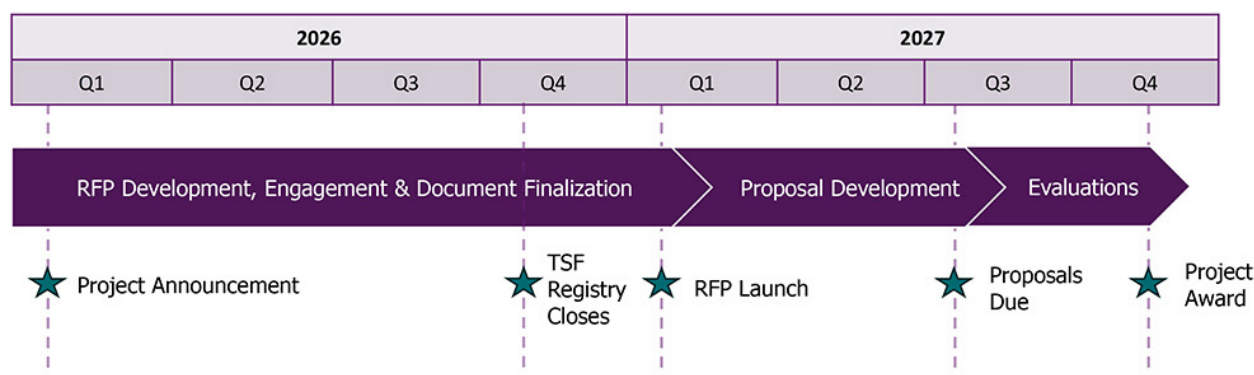 2026 2027
Q1 Q2 Q3 Q4 Q1 Q2 Q3 Q4
RFP Development, Engagement & Document Finalization Proposal Development Evaluations
Project Announcement
TSF
Registry
Closes
RFP Launch
Proposals
Due
Project
Award